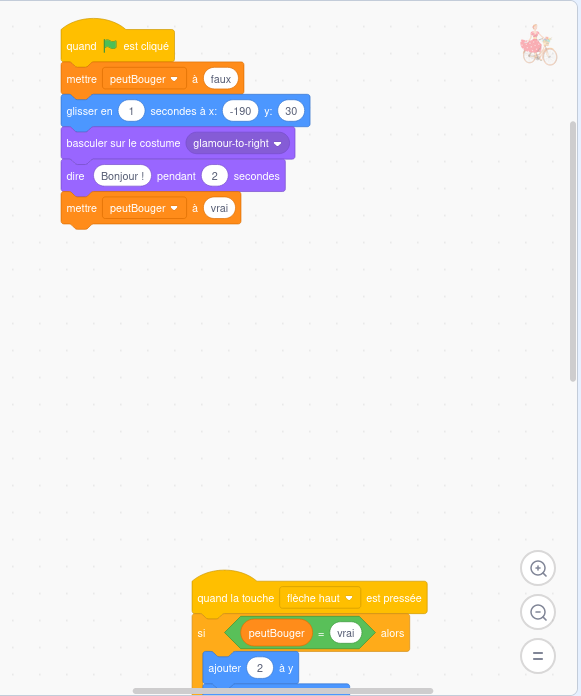 quand est cliqué
mettre peutBouger à faux
glisser en 1 secondes à x: -190 y: 30
basculer sur le costume glamour-to-right
dire Bonjour ! pendant 2 secondes
mettre peutBouger à vrai
quand la touche flèche haut est pressée
si peutBouger = vrai alors
ajouter 2 à y